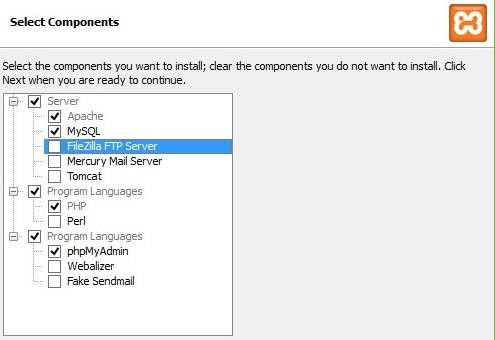 Select Components
Select the components you want to install; clear the components you do not want to install. Click
Next when you are ready to continue.
Server
Apache
MySQL
FileZilla FTP Server
Mercury Mail Server
Tomcat
Program Languages
PHP
Perl
Program Languages
phpMyAdmin
Webalizer
Fake Sendmail